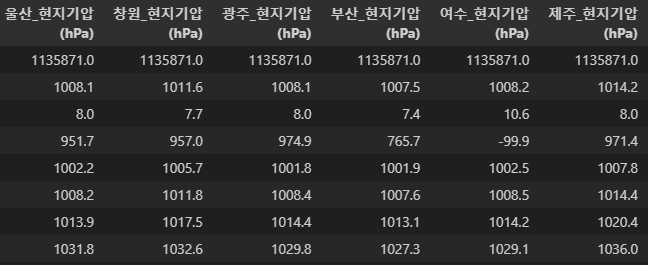 울산_현지기압 창원_현지기압 광주_현지기압 부산_현지기압 여수_현지기압 제주_현지기압
(hPa) (hPa) (hPa) (hPa) (hPa) (hPa)
1135871.0 1135871.0 1135871.0 1135871.0 1135871.0 1135871.0
1008.1 1011.6 1008.1 1007.5 1008.2 1014.2
8.0 7.7 8.0 7.4 10.6 8.0
951.7 957.0 974.9 765.7 -99.9 971.4
1002.2 1005.7 1001.8 1001.9 1002.5 1007.8
1008.2 1011.8 1008.4 1007.6 1008.5 1014.4
1013.9 1017.5 1014.4 1013.1 1014.2 1020.4
1031.8 1032.6 1029.8 1027.3 1029.1 1036.0